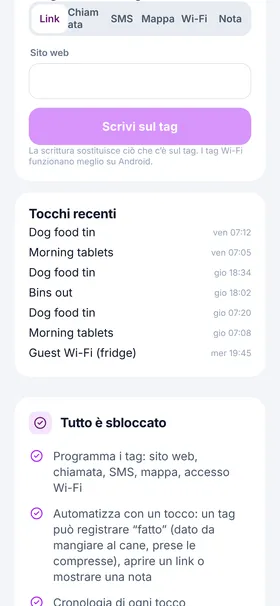 Link
Chiam
ata
SMS
Mappa
Wi-Fi
Nota
Sito web
Scrivi sul tag
La scrittura sostituisce ciò che c’è sul tag. I tag Wi-Fi
funzionano meglio su Android.
Tocchi recenti
Dog food tin ven 07:12
Morning tablets ven 07:05
Dog food tin gio 18:34
Bins out gio 18:02
Dog food tin gio 07:20
Morning tablets gio 07:08
Guest Wi-Fi (fridge) mer 19:45
Tutto è sbloccato
Programma i tag: sito web,
chiamata, SMS, mappa, accesso
Wi-Fi
Automatizza con un tocco: un tag
può registrare “fatto” (dato da
mangiare al cane, prese le
compresse), aprire un link o
mostrare una nota
Cronologia di ogni tocco